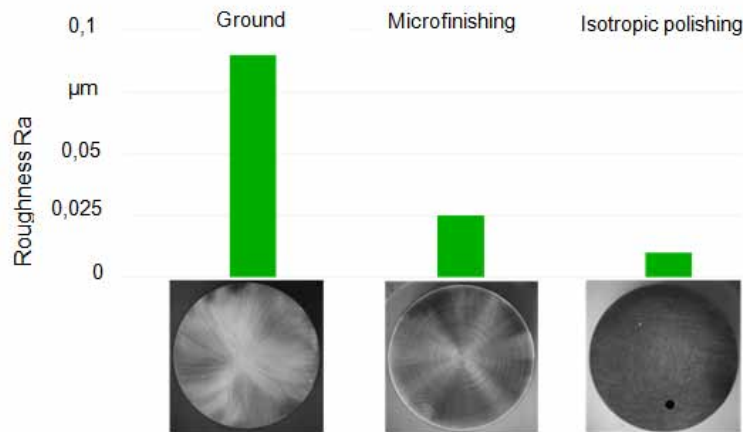 Ground
Microfinishing
Isotropic polishing
0,1
µm
0,05
0,025
0
Roughness Ra